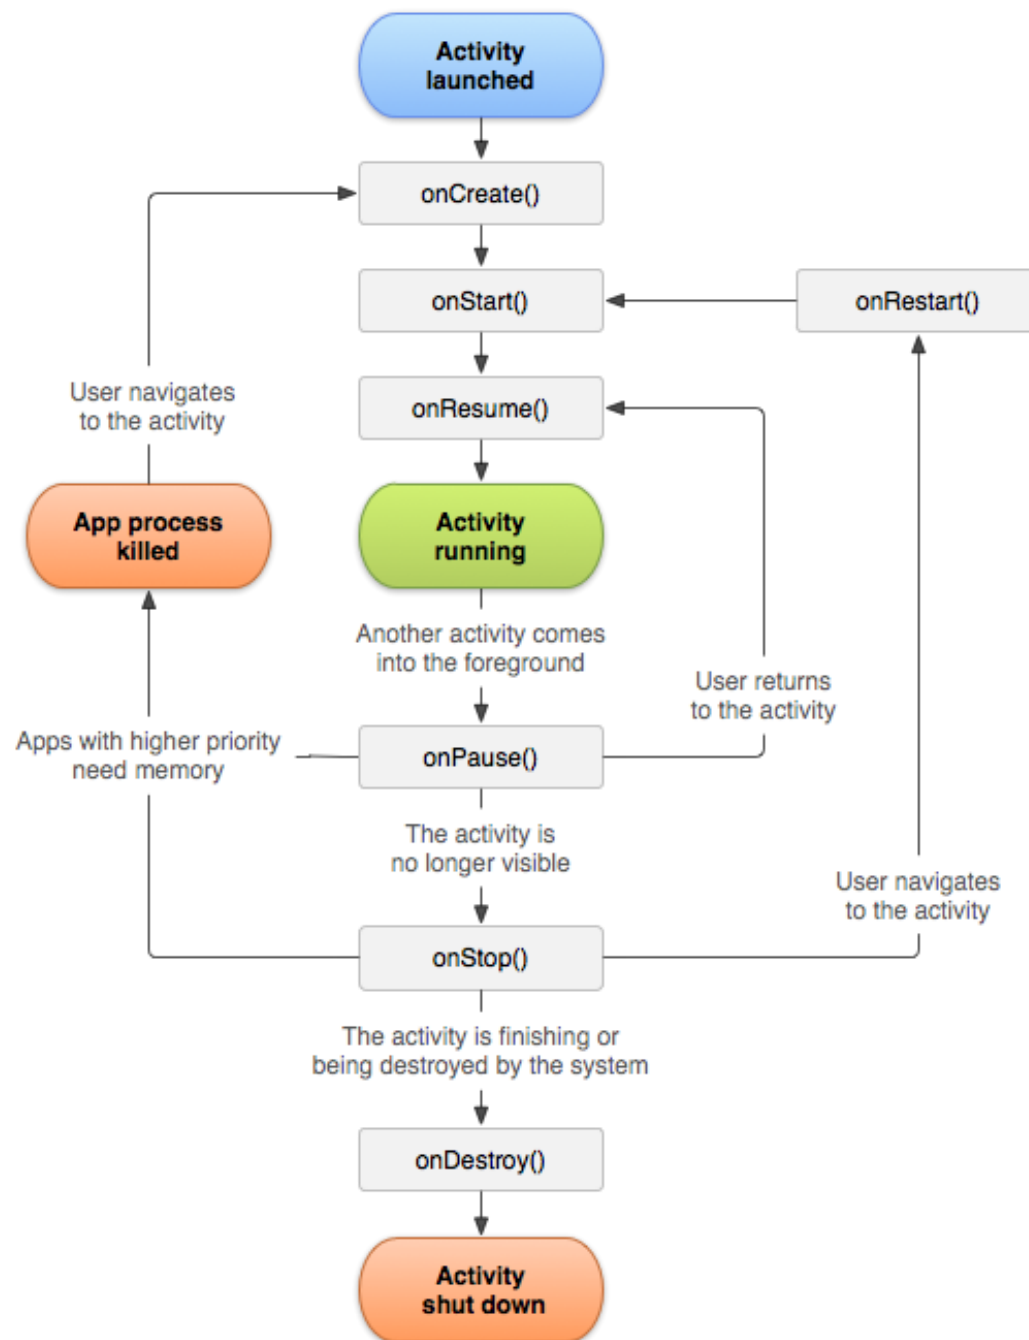 Activity
launched
onCreate()
onStart()
onRestart()
User navigates
to the activity
onResume()
App process
killed
Activity
running
Another activity comes
into the foreground
User returns
to the activity
Apps with higher priority
need memory
onPause()
The activity is
no longer visible
User navigates
to the activity
onStop()
The activity is finishing or
being destroyed by the system
onDestroy()
Activity
shut down